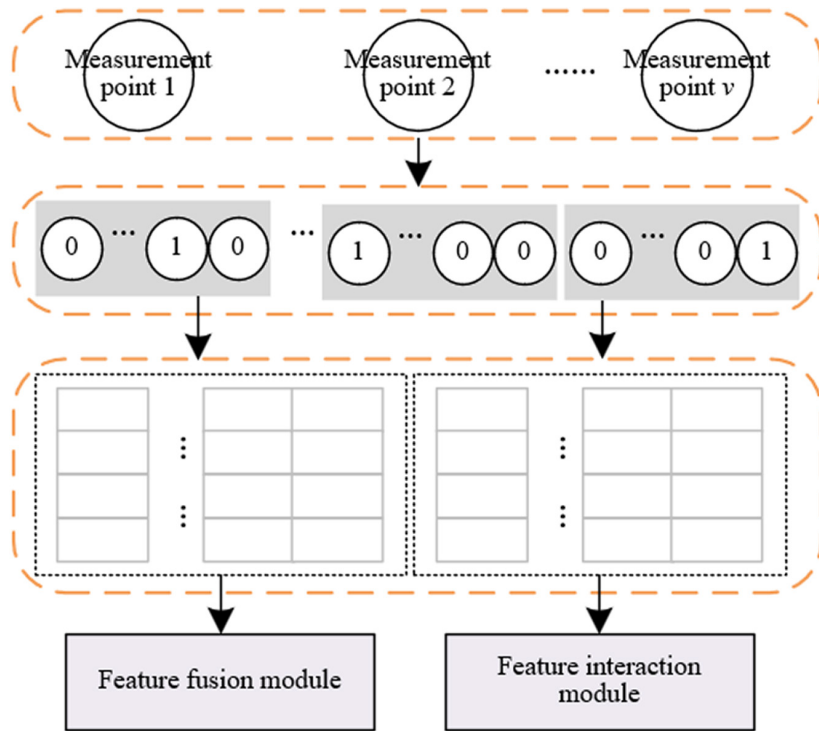 Measurement
point 1
Measurement
point 2
......
Measurement
point v
0 ... 1 0 ... 1 ... 0 0 0 ... 0 1
Feature fusion module
Feature interaction
module